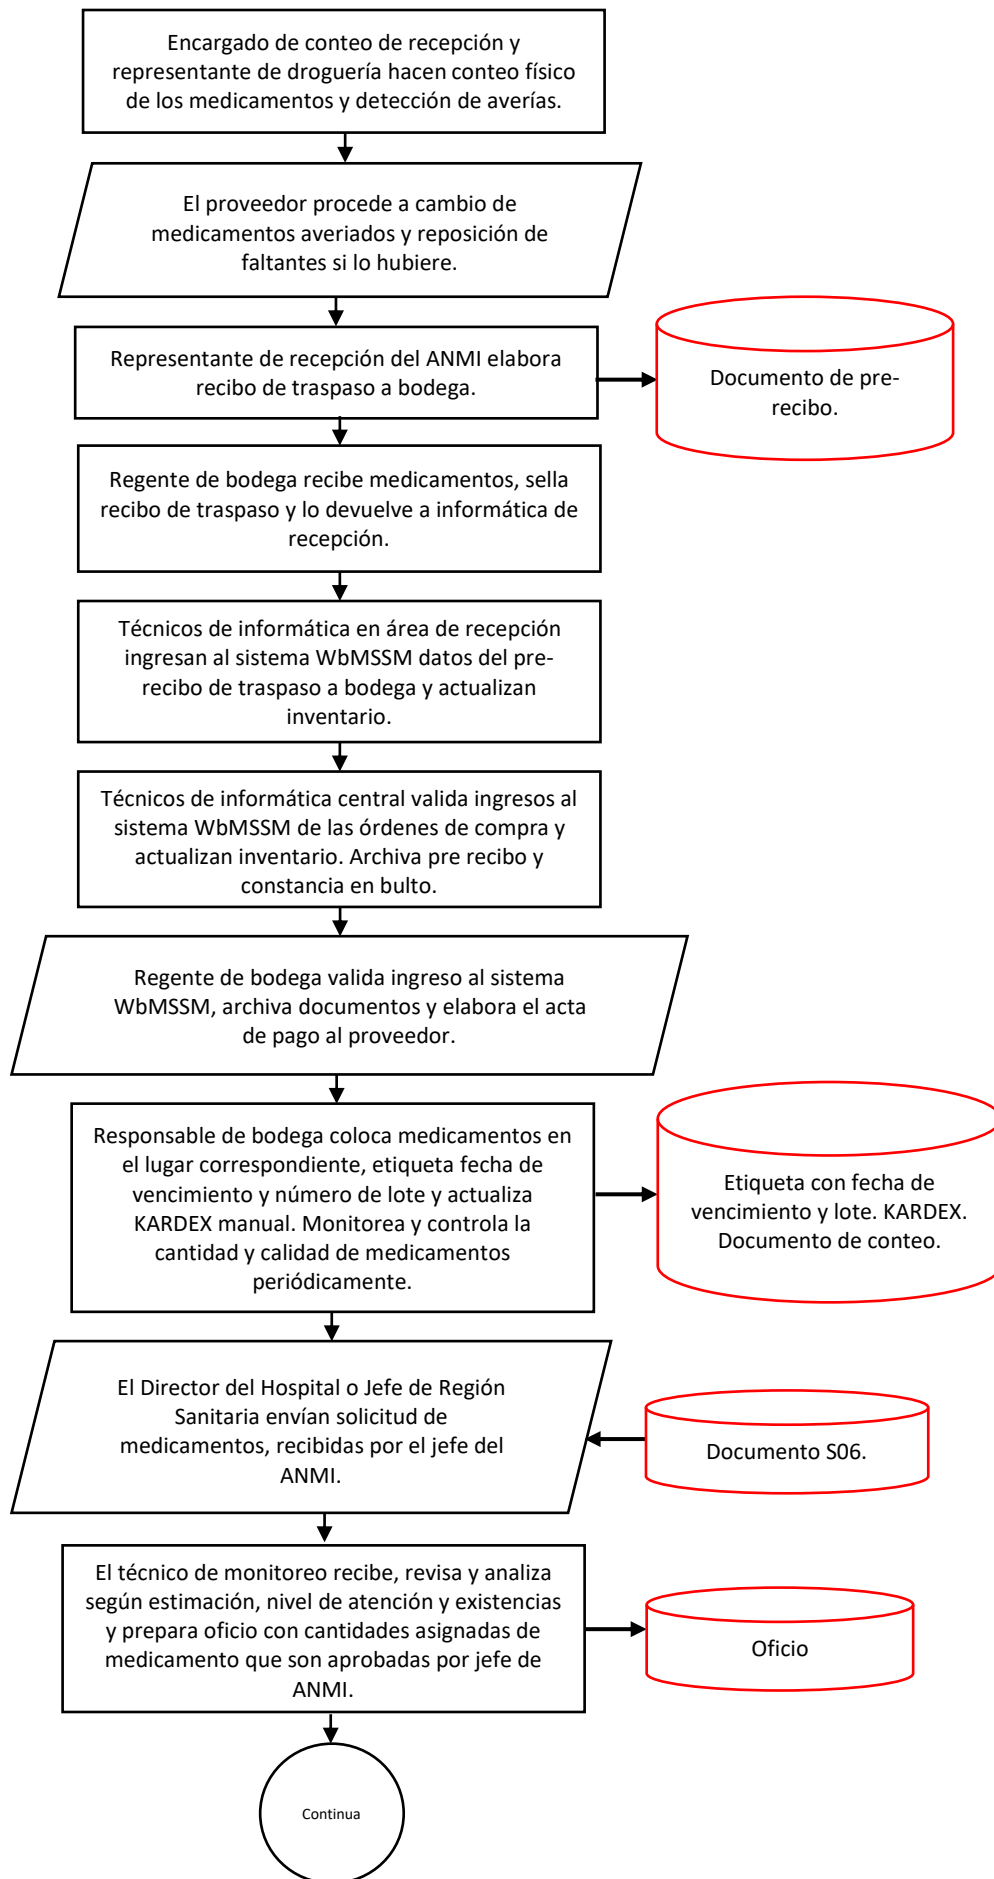 Encargado de conteo de recepción y
representante de droguería hacen conteo físico
de los medicamentos y detección de averías.
El proveedor procede a cambio de
medicamentos averiados y reposición de
faltantes si lo hubiere.
Representante de recepción del ANMI elabora
recibo de traspaso a bodega.
Documento de pre-
recibo.
Regente de bodega recibe medicamentos, sella
recibo de traspaso y lo devuelve a informática de
recepción.
Técnicos de informática en área de recepción
ingresan al sistema WbMSSM datos del pre-
recibo de traspaso a bodega y actualizan
inventario.
Técnicos de informática central valida ingresos al
sistema WbMSSM de las órdenes de compra y
actualizan inventario. Archiva pre recibo y
constancia en bulto.
Regente de bodega valida ingreso al sistema
WbMSSM, archiva documentos y elabora el acta
de pago al proveedor.
Responsable de bodega coloca medicamentos en
el lugar correspondiente, etiqueta fecha de
vencimiento y número de lote y actualiza
KARDEX manual. Monitorea y controla la
cantidad y calidad de medicamentos
periódicamente.
Etiqueta con fecha de
vencimiento y lote. KARDEX.
Documento de conteo.
El Director del Hospital o Jefe de Región
Sanitaria envían solicitud de
medicamentos, recibidas por el jefe del
ANMI.
Documento S06.
El técnico de monitoreo recibe, revisa y analiza
según estimación, nivel de atención y existencias
y prepara oficio con cantidades asignadas de
medicamento que son aprobadas por jefe de
ANMI.
Oficio
Continua